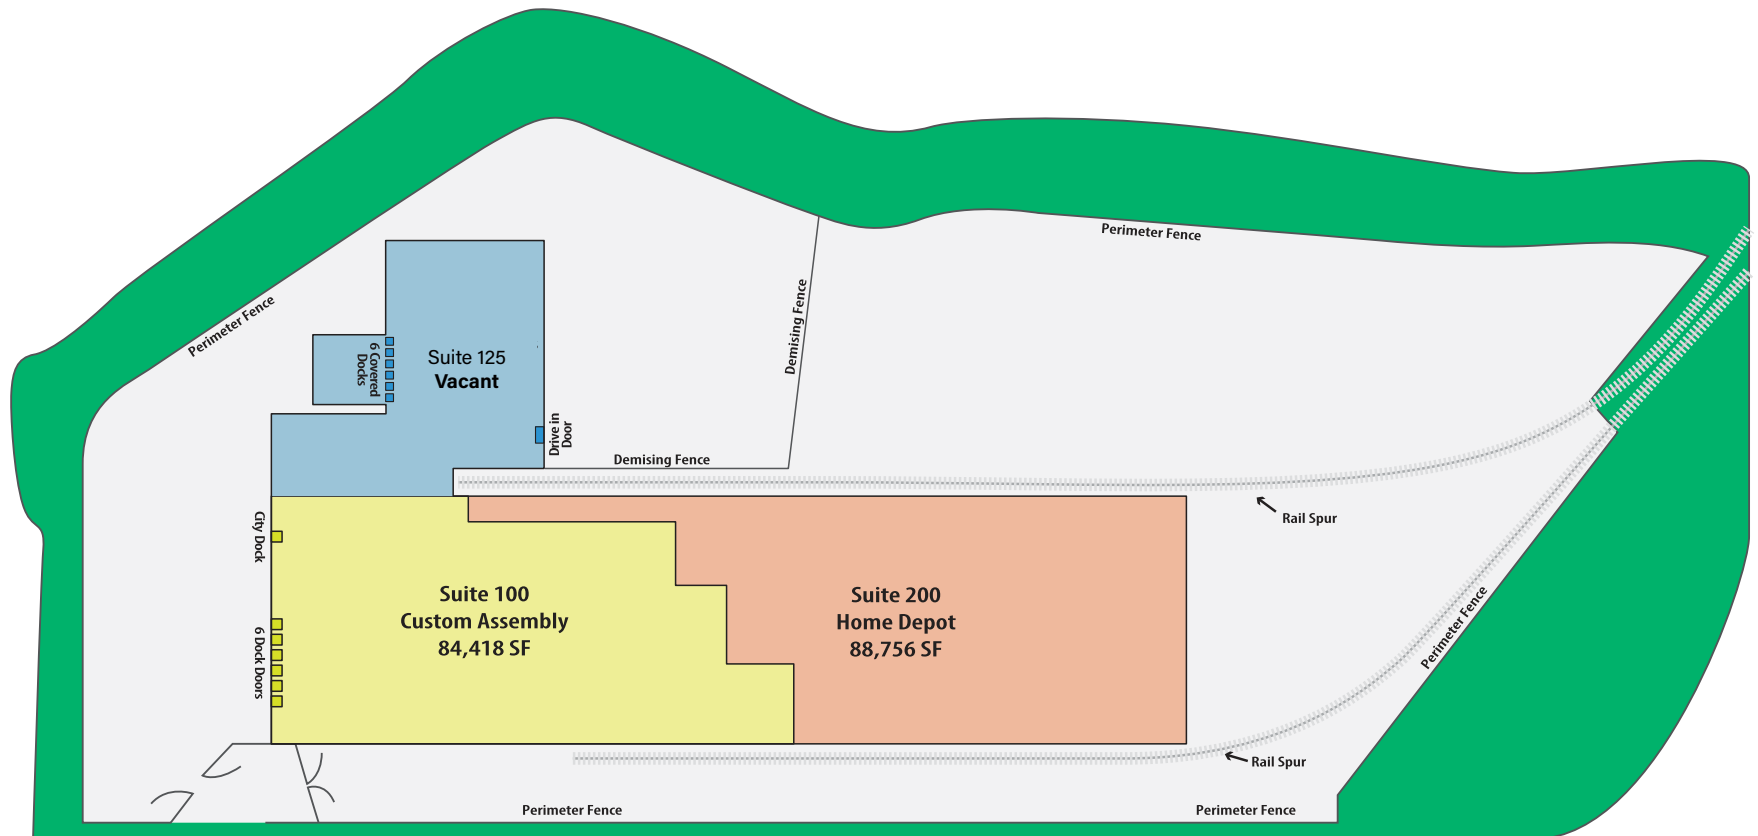 Perimeter Fence
Perimeter Fence
Demising Fence
6 Covered
Docks
Suite 125
Vacant
Drive in
Door
Demising Fence
Rail Spur
City Dock
6 Dock Doors
Suite 100
Custom Assembly
84,418 SF
Suite 200
Home Depot
88,756 SF
Perimeter Fence
Rail Spur
Perimeter Fence
Perimeter Fence